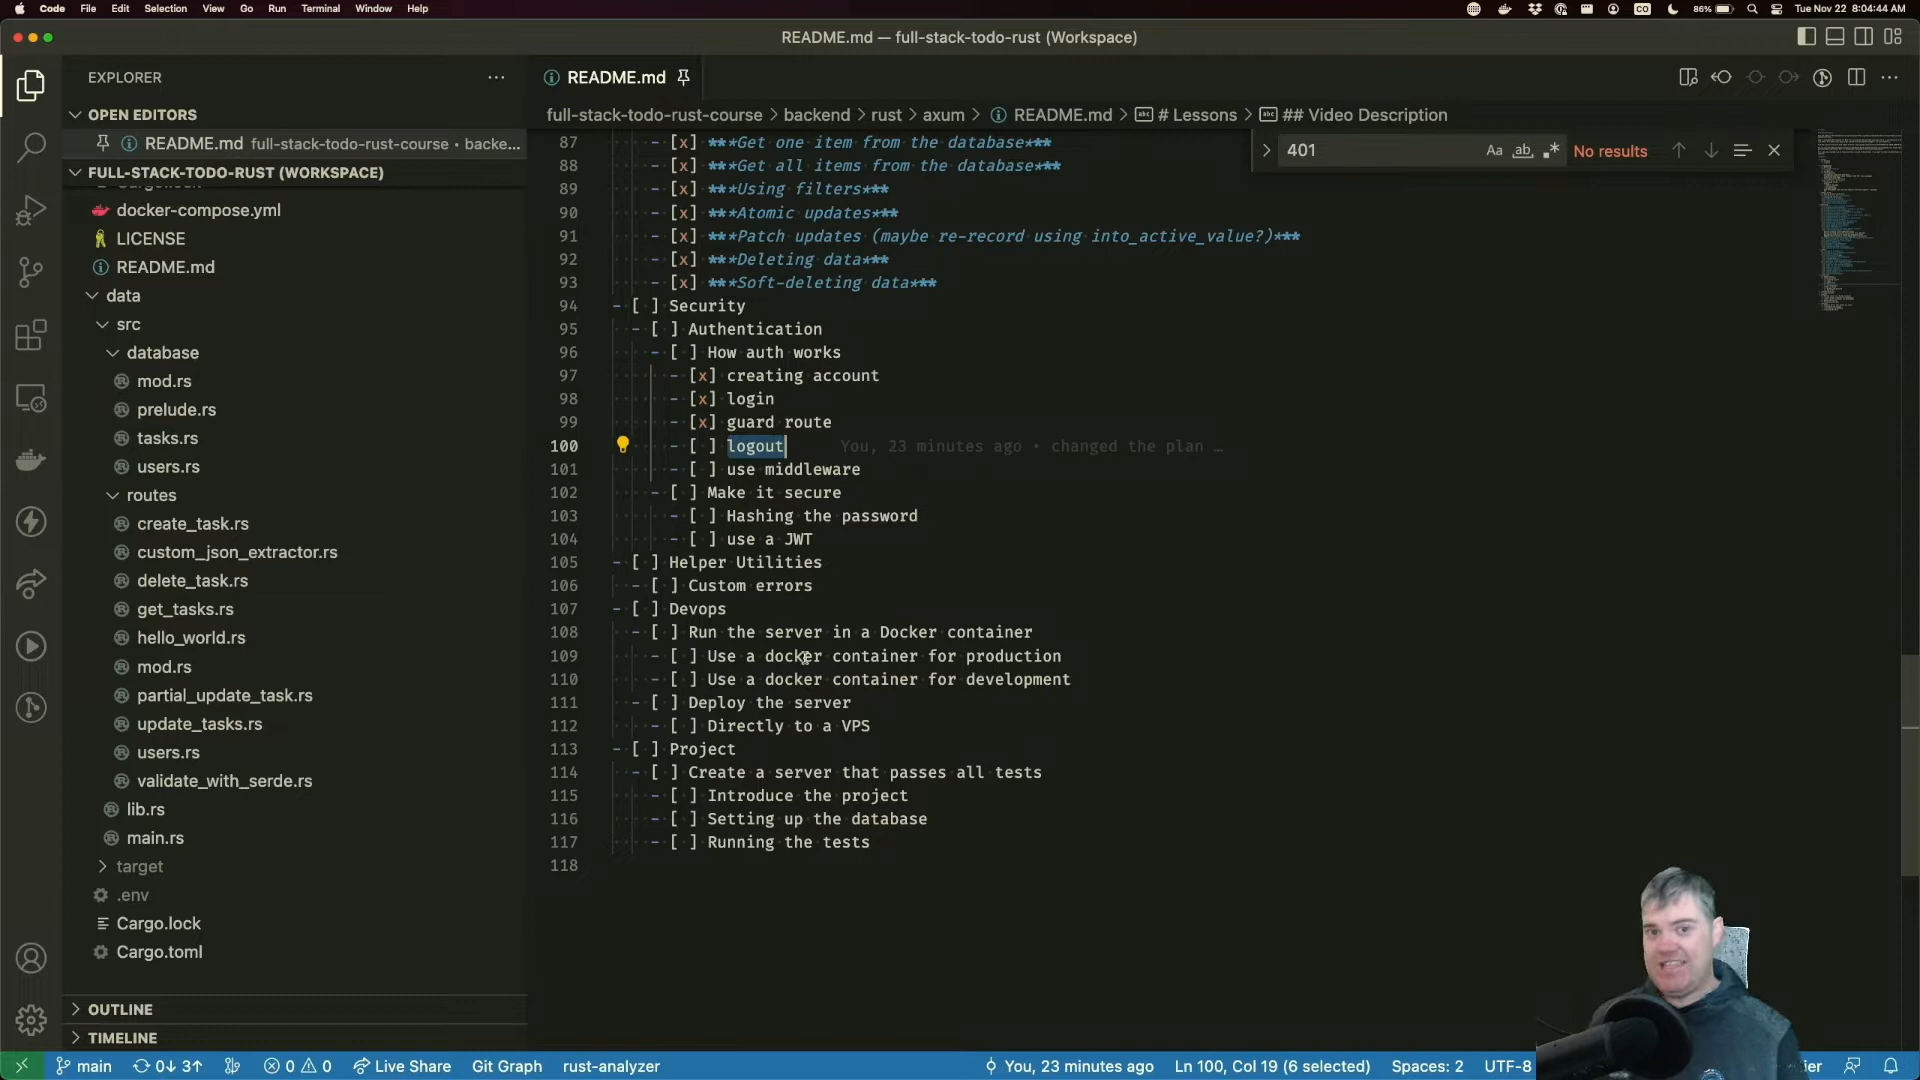 Code File Edit Selection View Go Run Terminal Window Help
86% Tue Nov 22 8:04:44 AM
README.md — full-stack-todo-rust (Workspace)
EXPLORER
OPEN EDITORS
README.md full-stack-todo-rust-course • backe...
FULL-STACK-TODO-RUST (WORKSPACE)
docker-compose.yml
LICENSE
README.md
data
src
database
mod.rs
prelude.rs
tasks.rs
users.rs
routes
create_task.rs
custom_json_extractor.rs
delete_task.rs
get_tasks.rs
hello_world.rs
mod.rs
partial_update_task.rs
update_tasks.rs
users.rs
validate_with_serde.rs
lib.rs
main.rs
target
.env
Cargo.lock
Cargo.toml
OUTLINE
TIMELINE
README.md
full-stack-todo-rust-course > backend > rust > axum > README.md > # Lessons > ## Video Description
401 Aa ab No results
87 - [x] ***Get one item from the database***
88 - [x] ***Get all items from the database***
89 - [x] ***Using filters***
90 - [x] ***Atomic updates***
91 - [x] ***Patch updates (maybe re-record using into_active_value?)***
92 - [x] ***Deleting data***
93 - [x] ***Soft-deleting data***
94 - [ ] Security
95 - [ ] Authentication
96 - [ ] How auth works
97 - [x] creating account
98 - [x] login
99 - [x] guard route
100 - [ ] logout You, 23 minutes ago • changed the plan …
101 - [ ] use middleware
102 - [ ] Make it secure
103 - [ ] Hashing the password
104 - [ ] use a JWT
105 - [ ] Helper Utilities
106 - [ ] Custom errors
107 - [ ] Devops
108 - [ ] Run the server in a Docker container
109 - [ ] Use a docker container for production
110 - [ ] Use a docker container for development
111 - [ ] Deploy the server
112 - [ ] Directly to a VPS
113 - [ ] Project
114 - [ ] Create a server that passes all tests
115 - [ ] Introduce the project
116 - [ ] Setting up the database
117 - [ ] Running the tests
118
main 0↓ 3↑ 0 0 Live Share Git Graph rust-analyzer You, 23 minutes ago Ln 100, Col 19 (6 selected) Spaces: 2 UTF-8